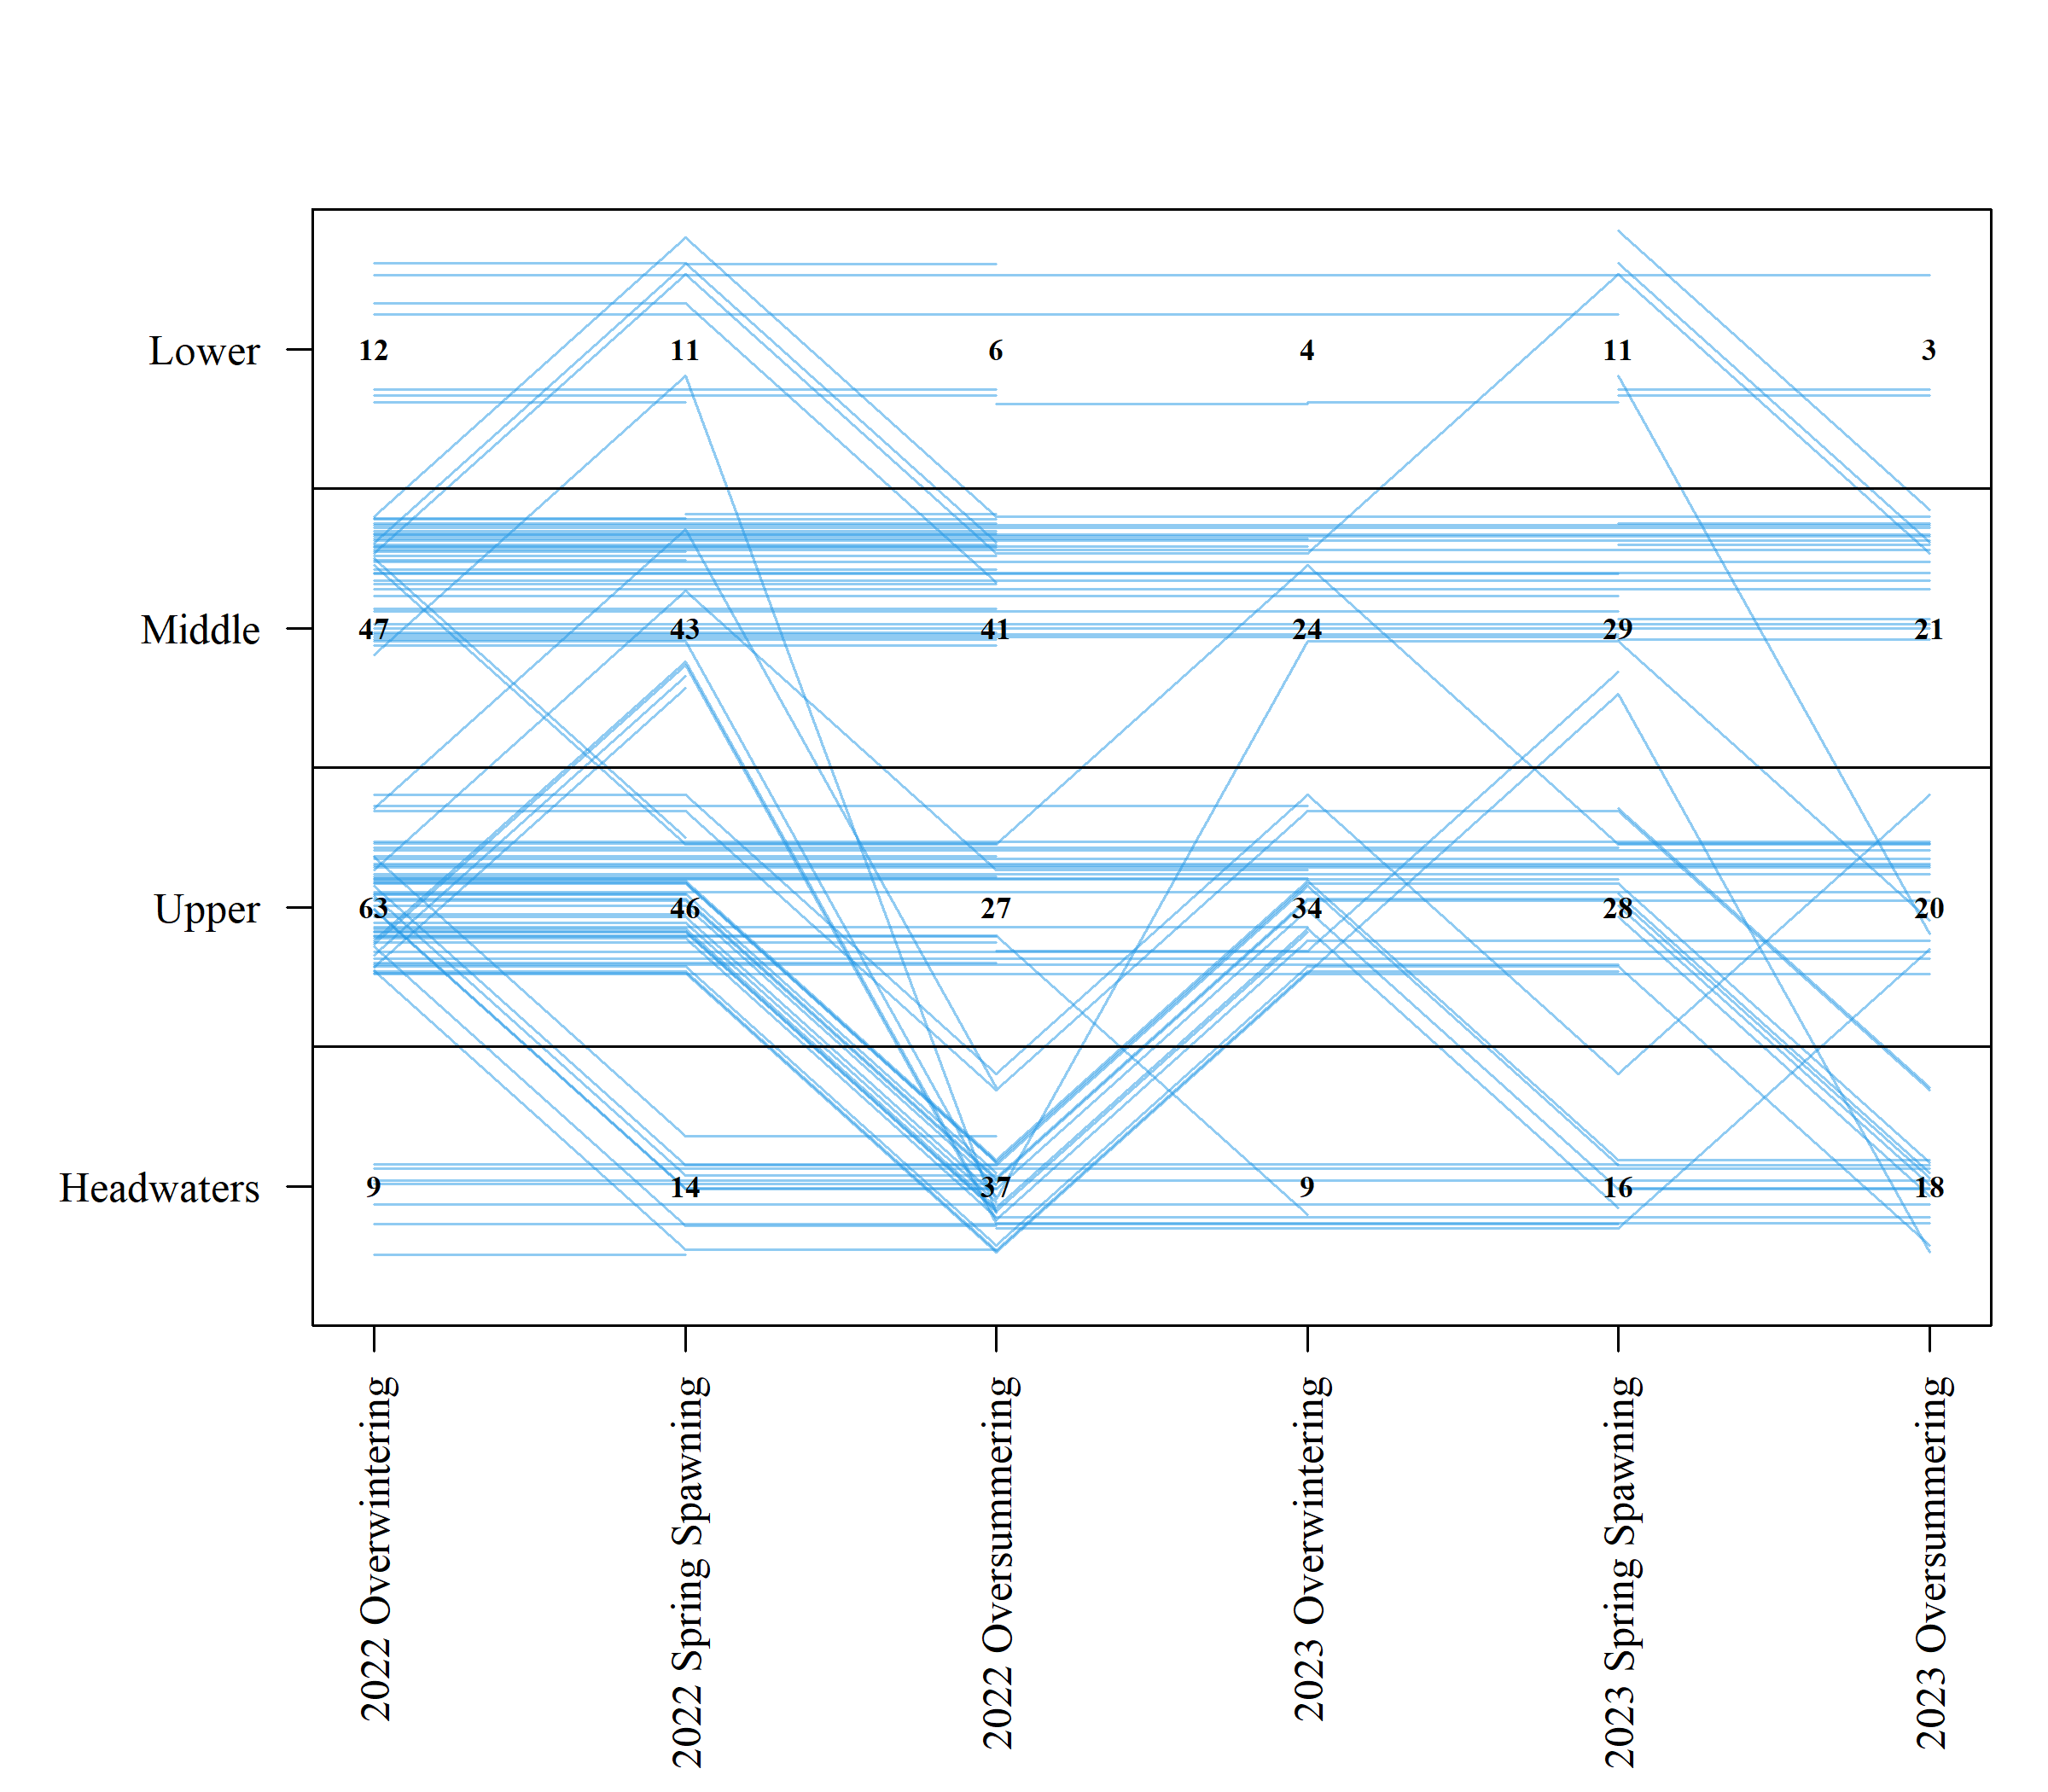 Lower
12 11 6 4 11 3
Middle
47 43 41 24 29 21
Upper
63 46 27 34 28 20
Headwaters
9 14 37 9 16 18
2022 Overwintering
2022 Spring Spawning
2022 Oversummering
2023 Overwintering
2023 Spring Spawning
2023 Oversummering